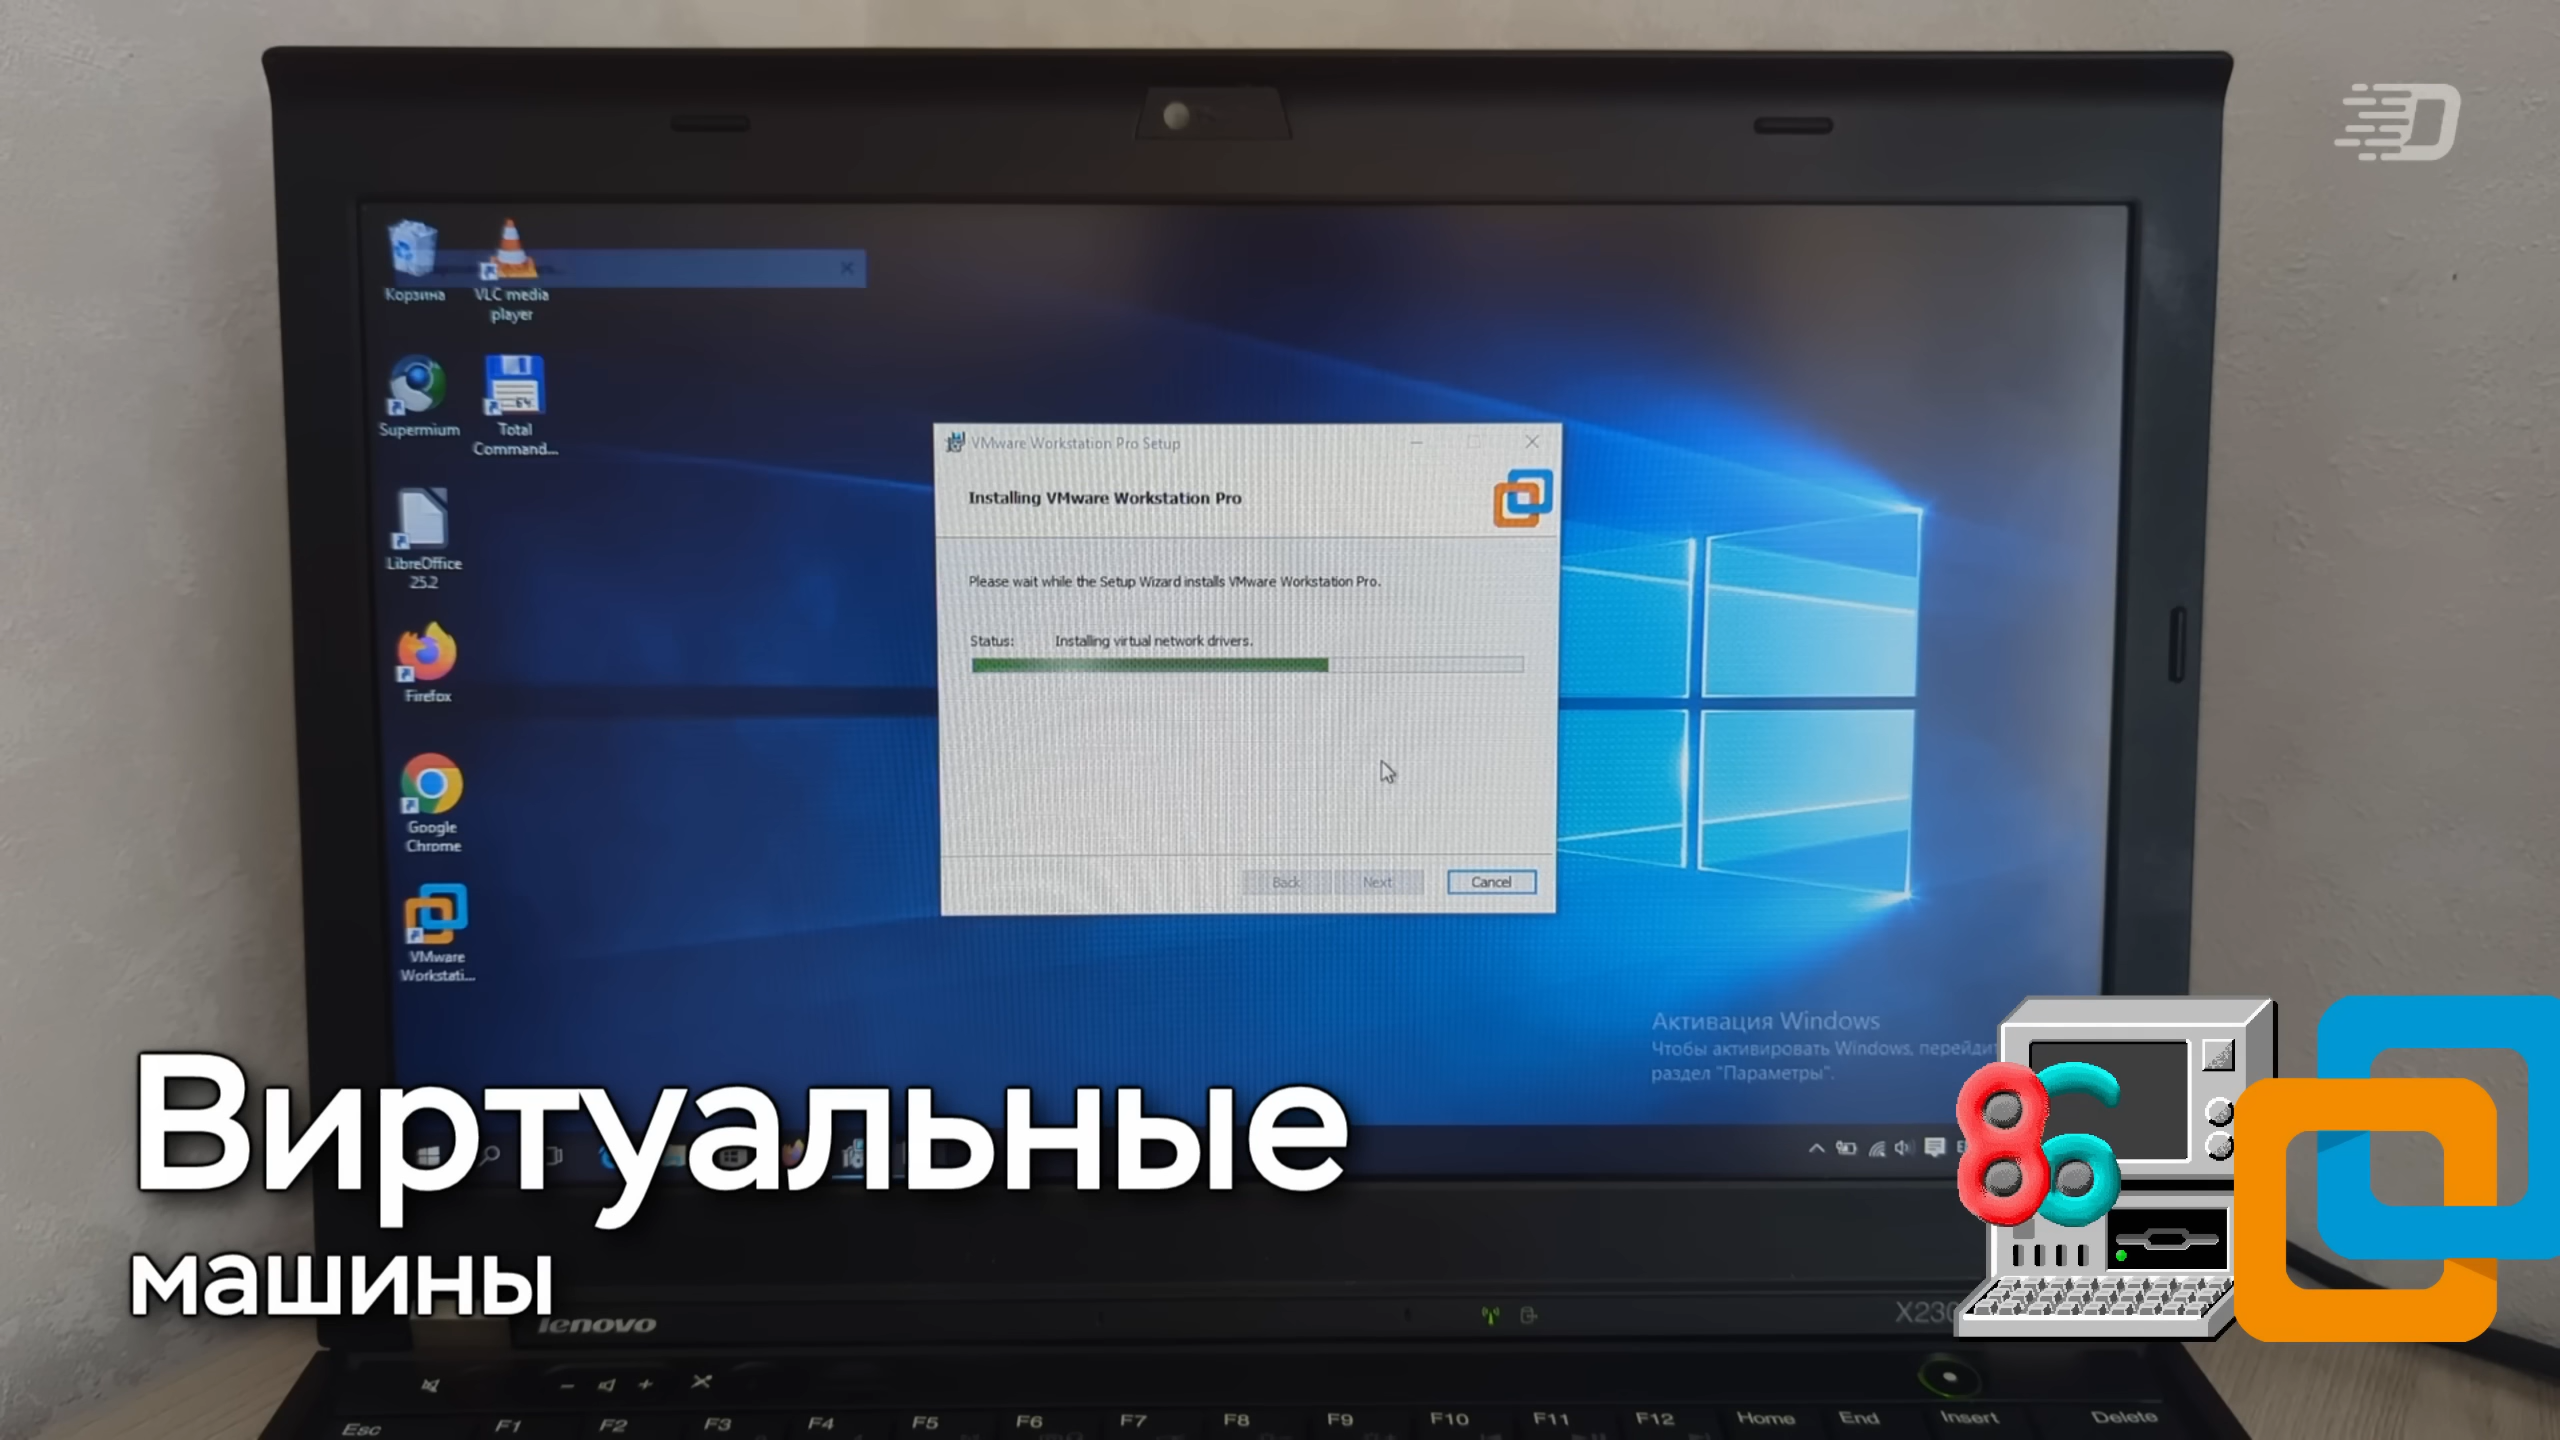 Корзина
VLC media
player
Supermium
Total
Command...
LibreOffice
25.2
Firefox
Google
Chrome
VMware
Workstati...
VMware Workstation Pro Setup
Installing VMware Workstation Pro
Please wait while the Setup Wizard installs VMware Workstation Pro.
Status: Installing virtual network drivers.
Back Next Cancel
Активация Windows
Чтобы активировать Windows, перейди
раздел "Параметры".
86
Виртуальные
машины
lenovo
X230
Esc F1 F2 F3 F4 F5 F6 F7 F8 F9 F10 F11 F12 Home End Insert Delete